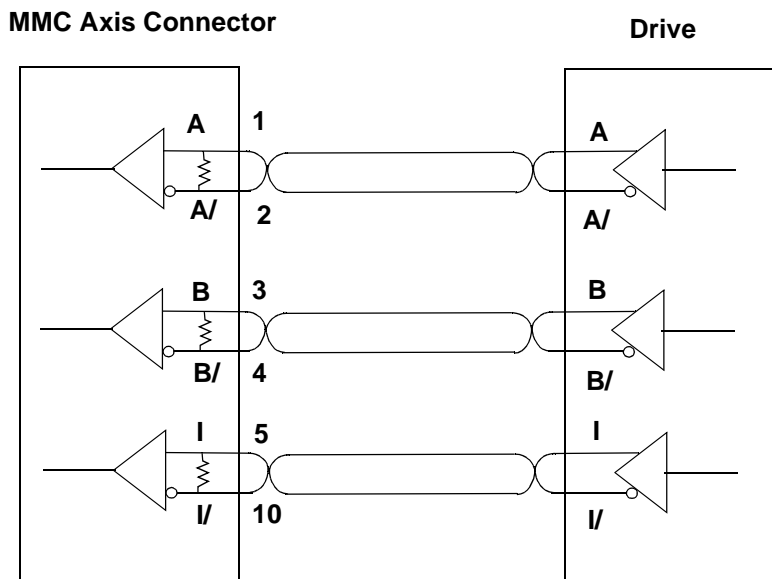 MMC Axis Connector
Drive
A 1 A
A/ 2 A/
B 3 B
B/ 4 B/
I 5 I
I/ 10 I/